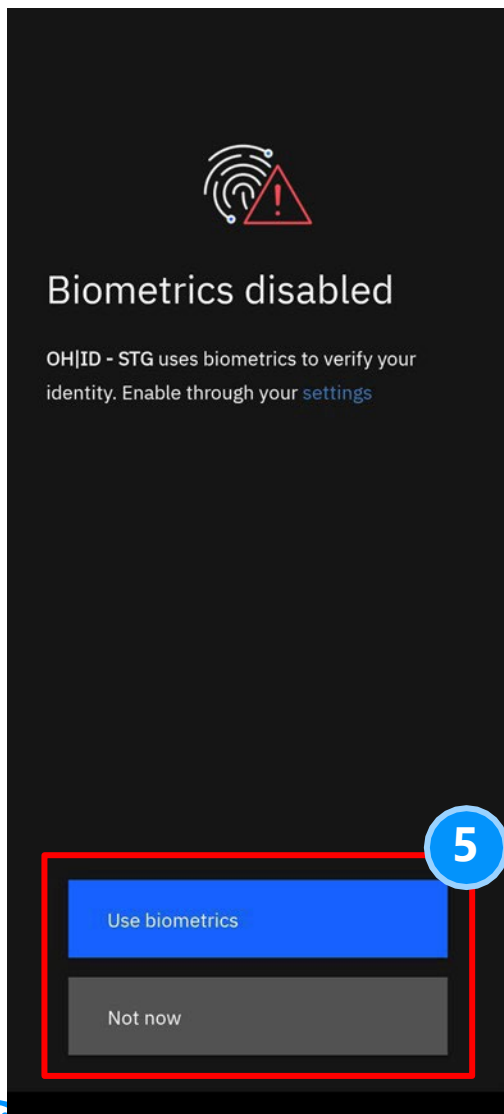 Biometrics disabled
OH|ID - STG uses biometrics to verify your
identity. Enable through your settings
5
Use biometrics
Not now